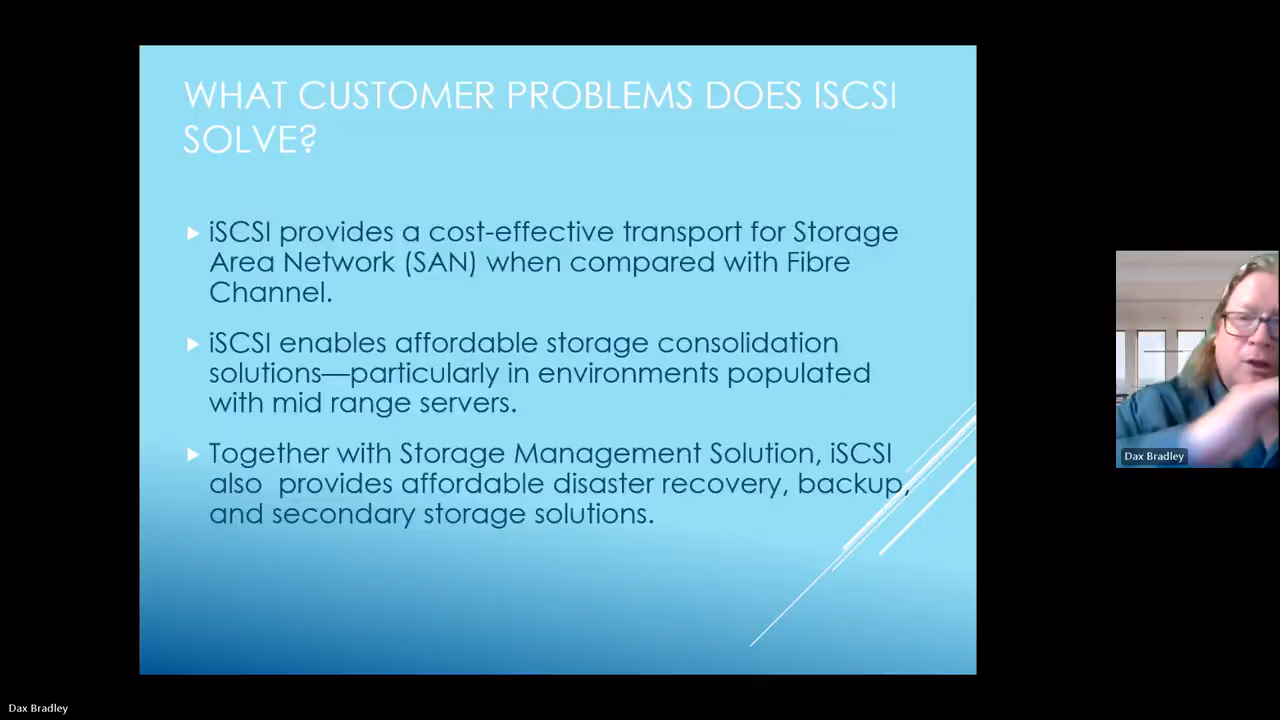 WHAT CUSTOMER PROBLEMS DOES ISCSI
SOLVE?
iSCSI provides a cost-effective transport for Storage
Area Network (SAN) when compared with Fibre
Channel.
iSCSI enables affordable storage consolidation
solutions—particularly in environments populated
with mid range servers.
Together with Storage Management Solution, iSCSI
also  provides affordable disaster recovery, backup,
and secondary storage solutions.
Dax Bradley
Dax Bradley